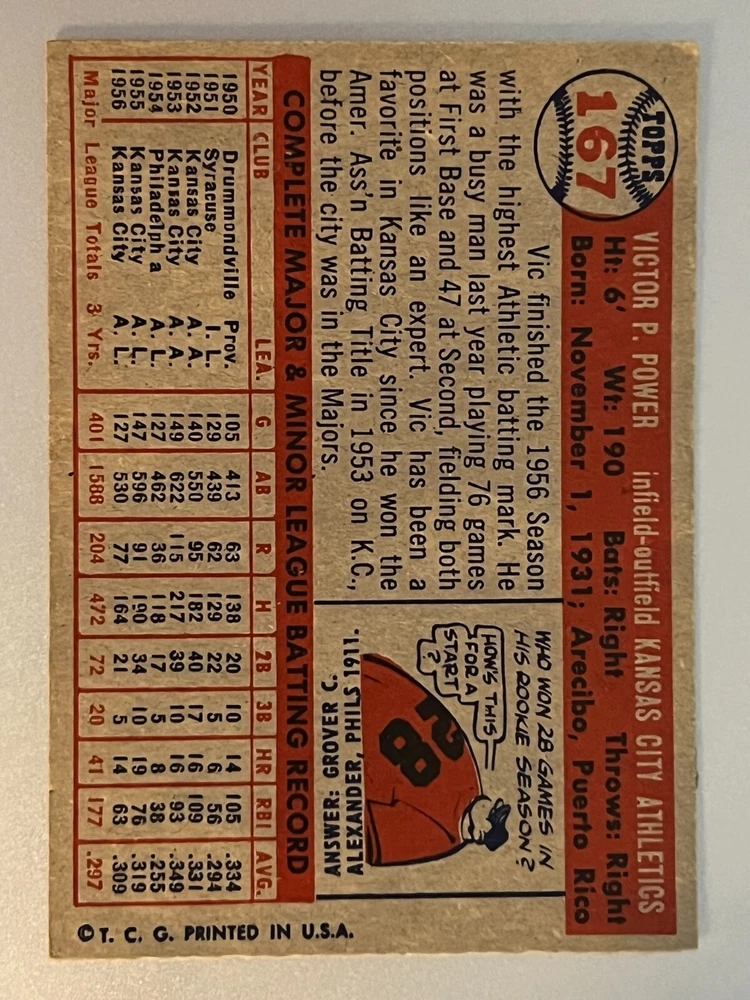 TOPPS
167
VICTOR P. POWER infield-outfield KANSAS CITY ATHLETICS
Ht: 6' Wt: 190 Bats: Right Throws: Right
Born: November 1, 1931; Arecibo, Puerto Rico
Vic finished the 1956 Season
with the highest Athletic batting mark. He
was a busy man last year playing 76 games
at First Base and 47 at Second, fielding both
positions like an expert. Vic has been a
favorite in Kansas City since he won the
Amer. Ass'n Batting Title in 1953 on K.C.,
before the city was in the Majors.
WHO WON 28 GAMES IN
HIS ROOKIE SEASON?
HOW'S THIS
FOR A
START?
28
ANSWER: GROVER C.
ALEXANDER, PHILS 1911.
COMPLETE MAJOR & MINOR LEAGUE BATTING RECORD
YEAR CLUB LEA. G AB R H 2B 3B HR RBI AVG.
1950 Drummondville Prov. 105 413 63 138 20 10 14 105 .334
1951 Syracuse I. L. 129 439 62 129 22 5 6 56 .294
1952 Kansas City A. A. 140 550 95 182 40 17 16 109 .331
1953 Kansas City A. A. 149 622 115 217 39 10 16 93 .349
1954 Philadelph a A. L. 127 462 36 118 17 5 8 38 .255
1955 Kansas City A. L. 147 596 91 190 34 10 19 76 .319
1956 Kansas City A. L. 127 530 77 164 21 5 14 63 .309
Major League Totals 3 Yrs. 401 1588 204 472 72 20 41 177 .297
© T. C. G. PRINTED IN U.S.A.